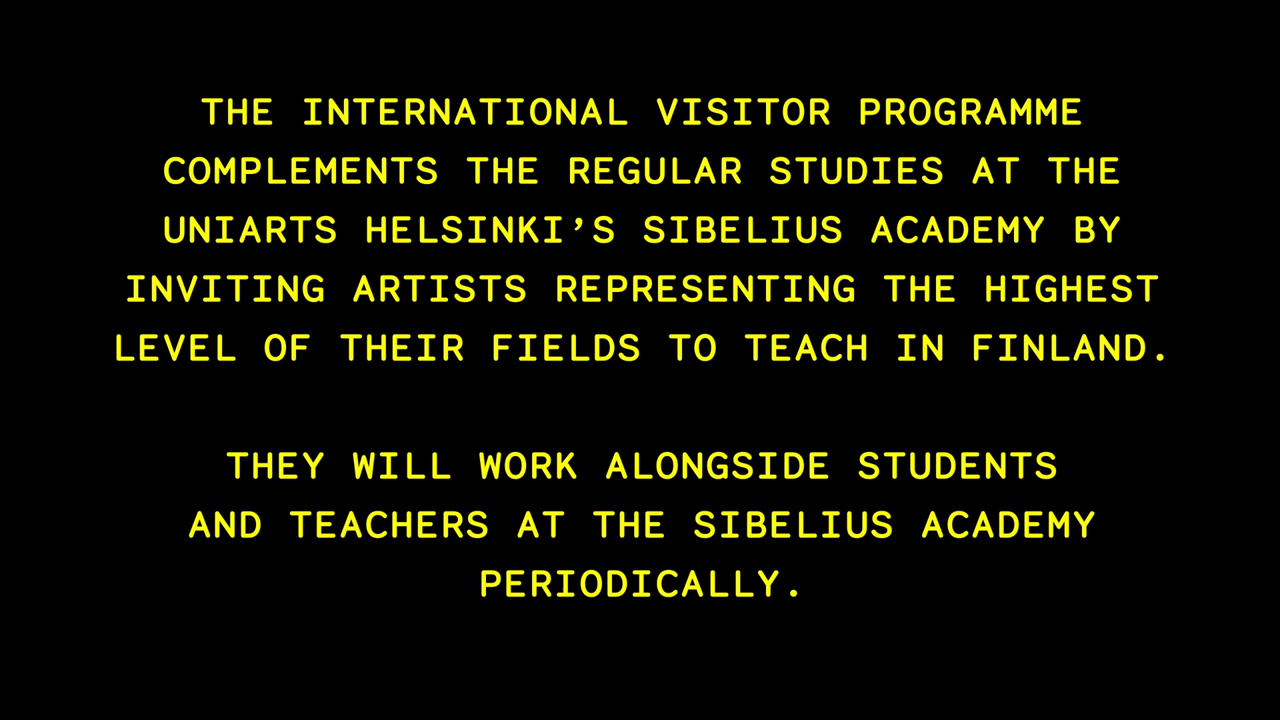 THE INTERNATIONAL VISITOR PROGRAMME
COMPLEMENTS THE REGULAR STUDIES AT THE
UNIARTS HELSINKI’S SIBELIUS ACADEMY BY
INVITING ARTISTS REPRESENTING THE HIGHEST
LEVEL OF THEIR FIELDS TO TEACH IN FINLAND.
THEY WILL WORK ALONGSIDE STUDENTS
AND TEACHERS AT THE SIBELIUS ACADEMY
PERIODICALLY.